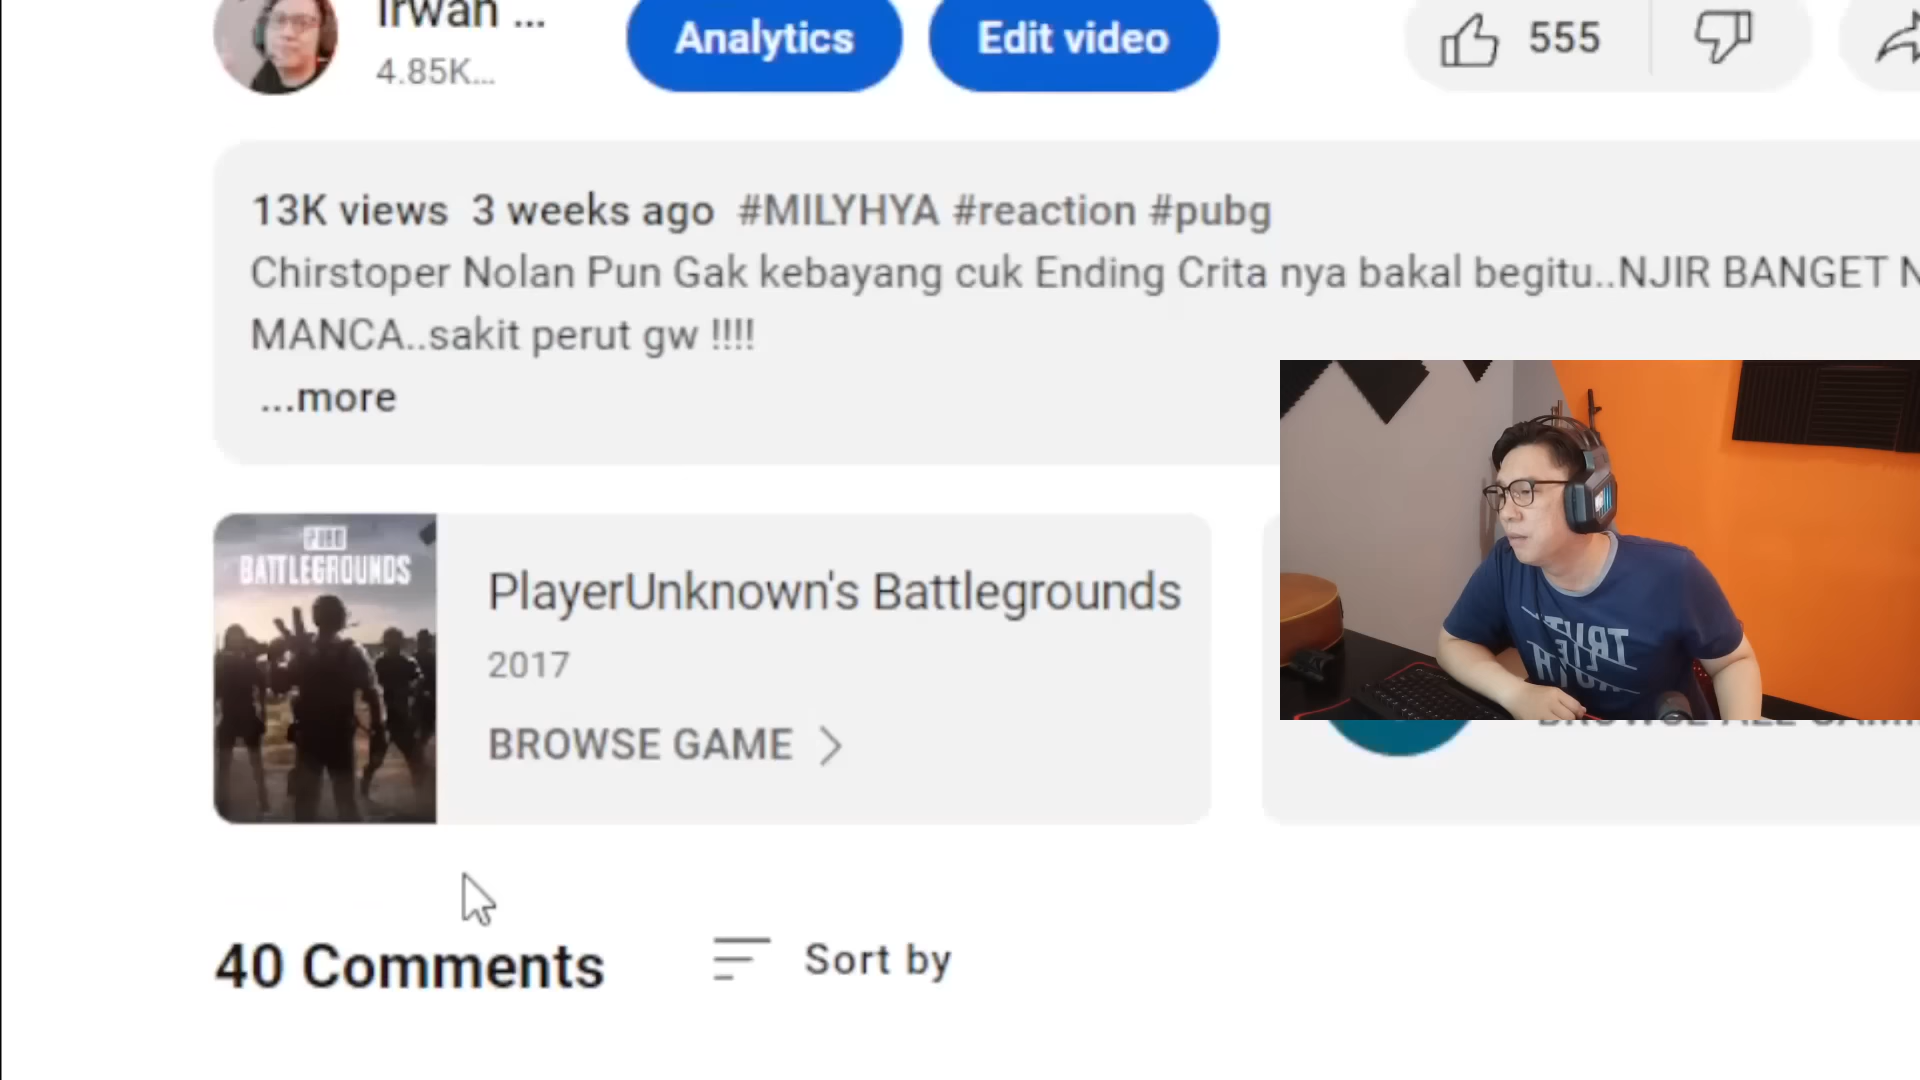 Irwan ...
4.85K...
Analytics
Edit video
555
13K views 3 weeks ago #MILYHYA #reaction #pubg
Chirstoper Nolan Pun Gak kebayang cuk Ending Crita nya bakal begitu..NJIR BANGET N
MANCA..sakit perut gw !!!!
...more
PUBG
BATTLEGROUNDS
PlayerUnknown's Battlegrounds
2017
BROWSE GAME
40 Comments
Sort by